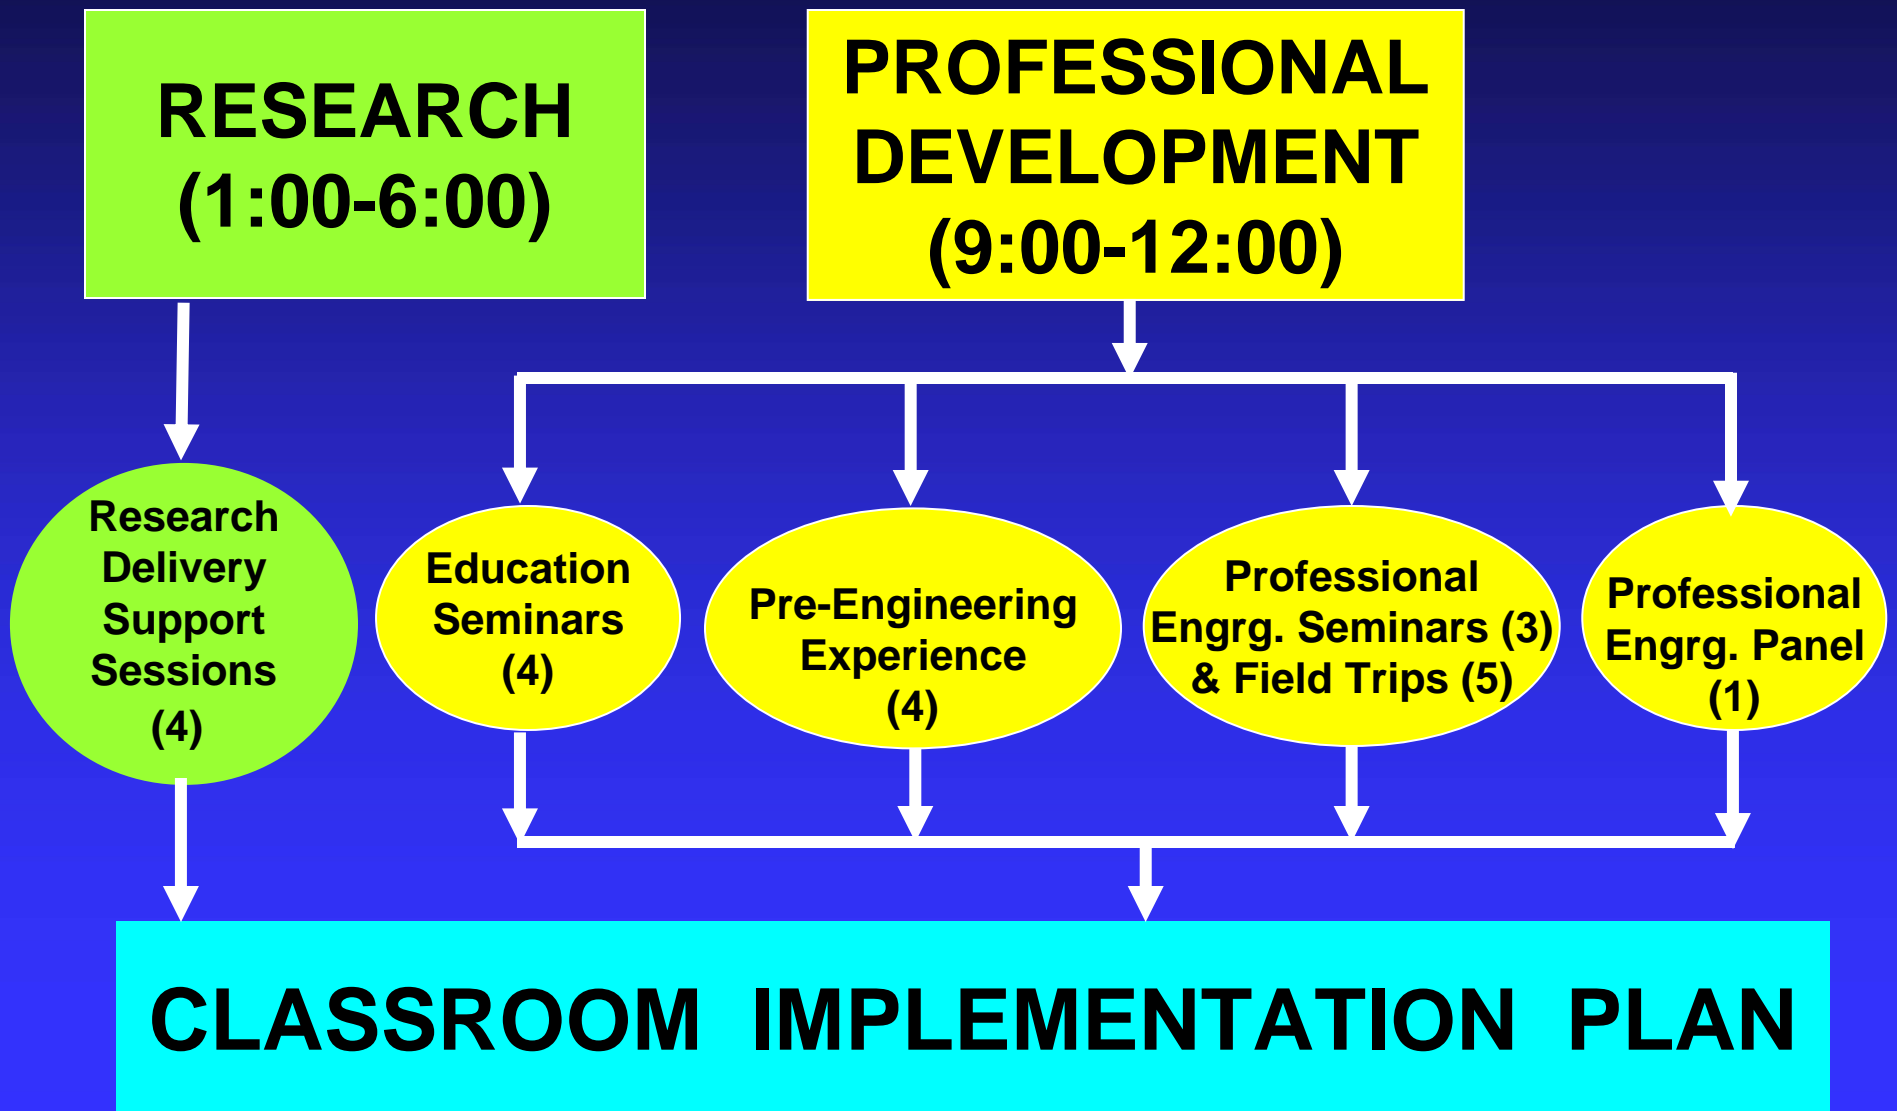 RESEARCH
(1:00-6:00)
PROFESSIONAL
DEVELOPMENT
(9:00-12:00)
Research
Delivery
Support
Sessions
(4)
Education
Seminars
(4)
Pre-Engineering
Experience
(4)
Professional
Engrg. Seminars (3)
& Field Trips (5)
Professional
Engrg. Panel
(1)
CLASSROOM IMPLEMENTATION PLAN